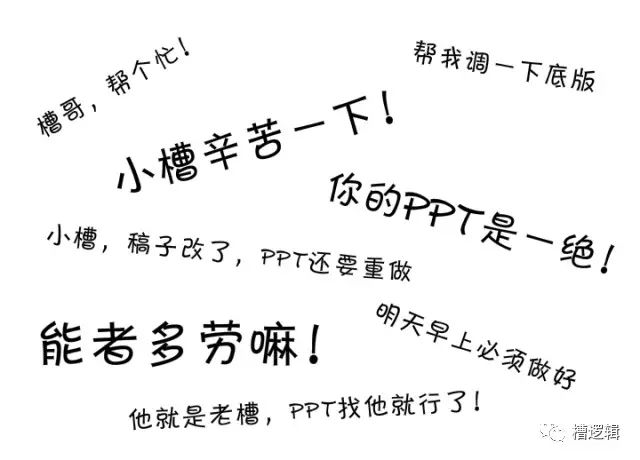 槽哥，帮个忙！
帮我调一下底版
小槽辛苦一下！
你的PPT是一绝！
小槽，稿子改了，PPT还要重做
能者多劳嘛！
明天早上必须做好
他就是老槽，PPT找他就行了！
槽逻辑